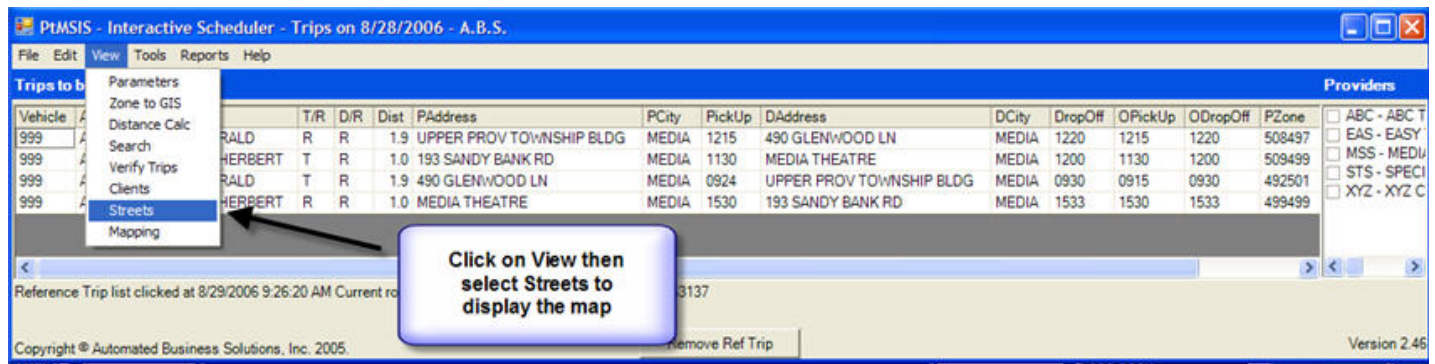 PtMSIS - Interactive Scheduler - Trips on 8/28/2006 - A.B.S.
File Edit View Tools Reports Help
Trips to b
Providers
Parameters
Zone to GIS
Distance Calc
Search
Verify Trips
Clients
Streets
Mapping
Vehicle A T/R D/R Dist PAddress PCity PickUp DAddress DCity DropOff OPickUp ODropOff PZone
999 A RALD R R 1.9 UPPER PROV TOWNSHIP BLDG MEDIA 1215 490 GLENWOOD LN MEDIA 1220 1215 1220 508497
999 A HERBERT T R 1.0 193 SANDY BANK RD MEDIA 1130 MEDIA THEATRE MEDIA 1200 1130 1200 509499
999 A RALD T R 1.9 490 GLENWOOD LN MEDIA 0924 UPPER PROV TOWNSHIP BLDG MEDIA 0930 0915 0930 492501
999 A HERBERT R R 1.0 MEDIA THEATRE MEDIA 1530 193 SANDY BANK RD MEDIA 1533 1530 1533 499499
ABC - ABC T
EAS - EASY
MSS - MEDIA
STS - SPECI
XYZ - XYZ C
Click on View then
select Streets to
display the map
Reference Trip list clicked at 8/29/2006 9:26:20 AM Current ro 3137
Remove Ref Trip
Copyright © Automated Business Solutions, Inc. 2005.
Version 2.46